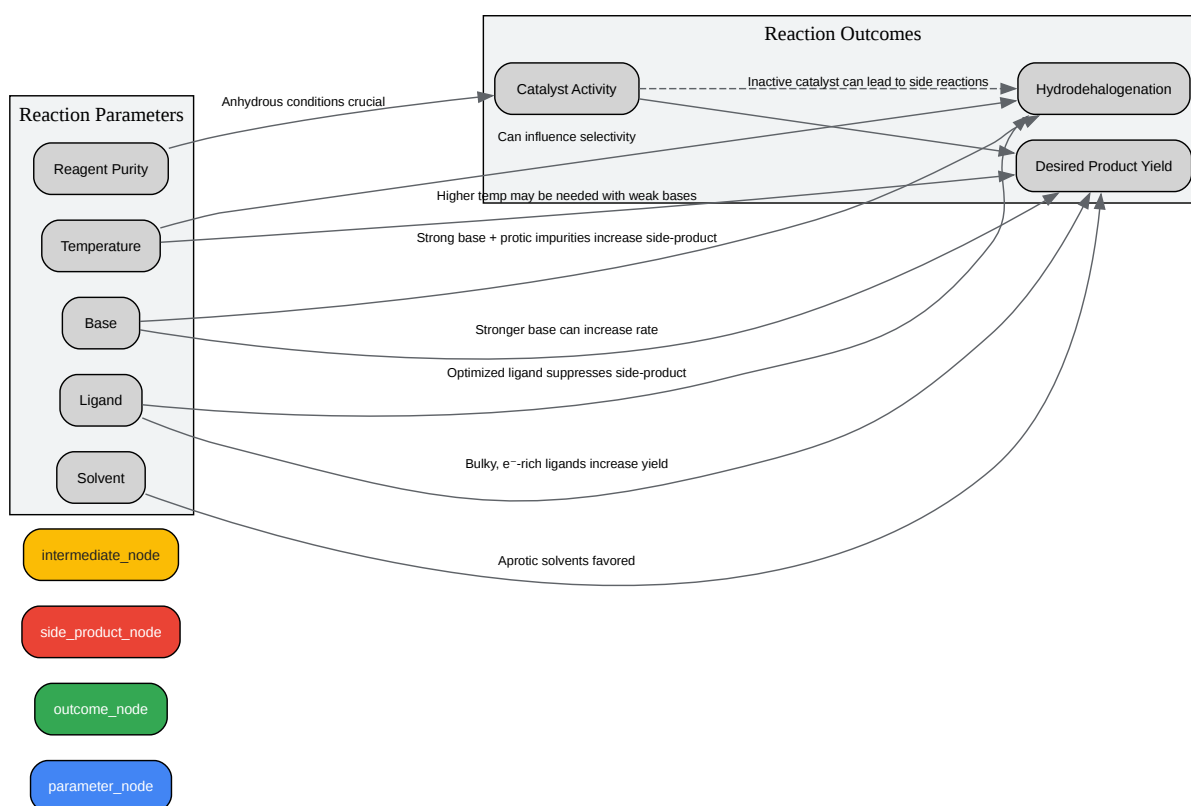 Reaction Outcomes
Catalyst Activity
Inactive catalyst can lead to side reactions
Hydrodehalogenation
Reaction Parameters
Anhydrous conditions crucial
Can influence selectivity
Desired Product Yield
Reagent Purity
Higher temp may be needed with weak bases
Temperature
Strong base + protic impurities increase side-product
Base
Stronger base can increase rate
Optimized ligand suppresses side-product
Ligand
Bulky, e⁻-rich ligands increase yield
Solvent
Aprotic solvents favored
intermediate_node
side_product_node
outcome_node
parameter_node